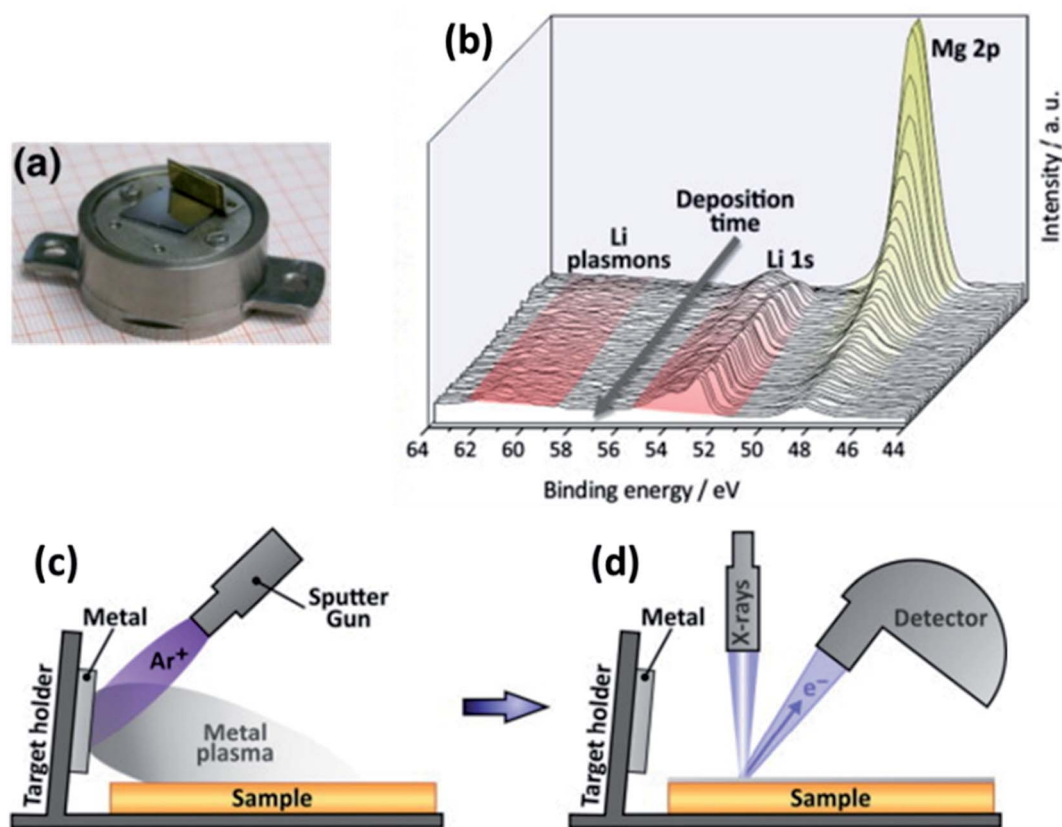 (a)
(b)
Mg 2p
Intensity / a. u.
Deposition
time
Li
plasmons
Li 1s
64 62 60 58 56 54 52 50 48 46 44
Binding energy / eV
(c)
Metal
Sputter
Gun
Ar⁺
Target holder
Metal
plasma
Sample
(d)
Metal
X-rays
Detector
e⁻
Target holder
Sample